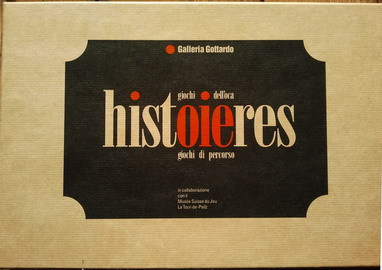 Galleria Gottardo
giochi dell'oca
histoieres
giochi di percorso
in collaborazione
con il
Musée Suisse du Jeu
La Tour-de-Peilz